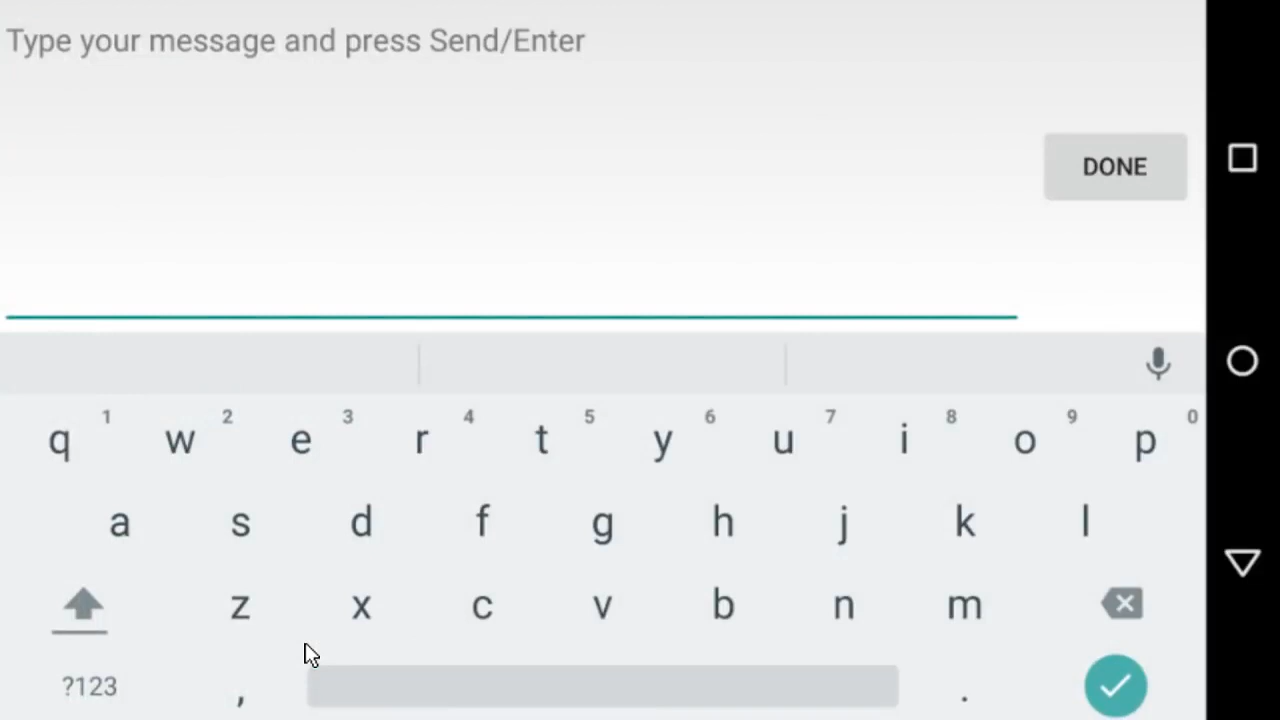 Type your message and press Send/Enter
DONE
1 2 3 4 5 6 7 8 9 0
q w e r t y u i o p
a s d f g h j k l
z x c v b n m
?123 , .